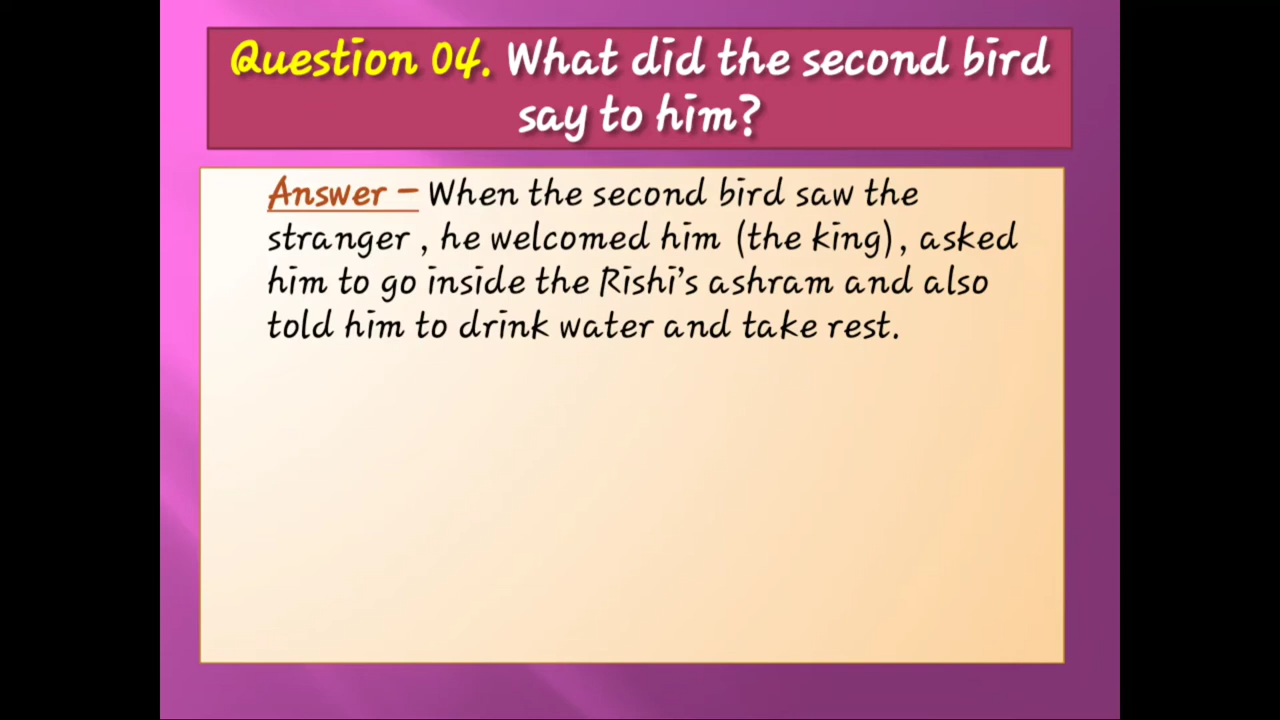 Question 04. What did the second bird
say to him?
Answer – When the second bird saw the
stranger , he welcomed him (the king) , asked
him to go inside the Rishi's ashram and also
told him to drink water and take rest.